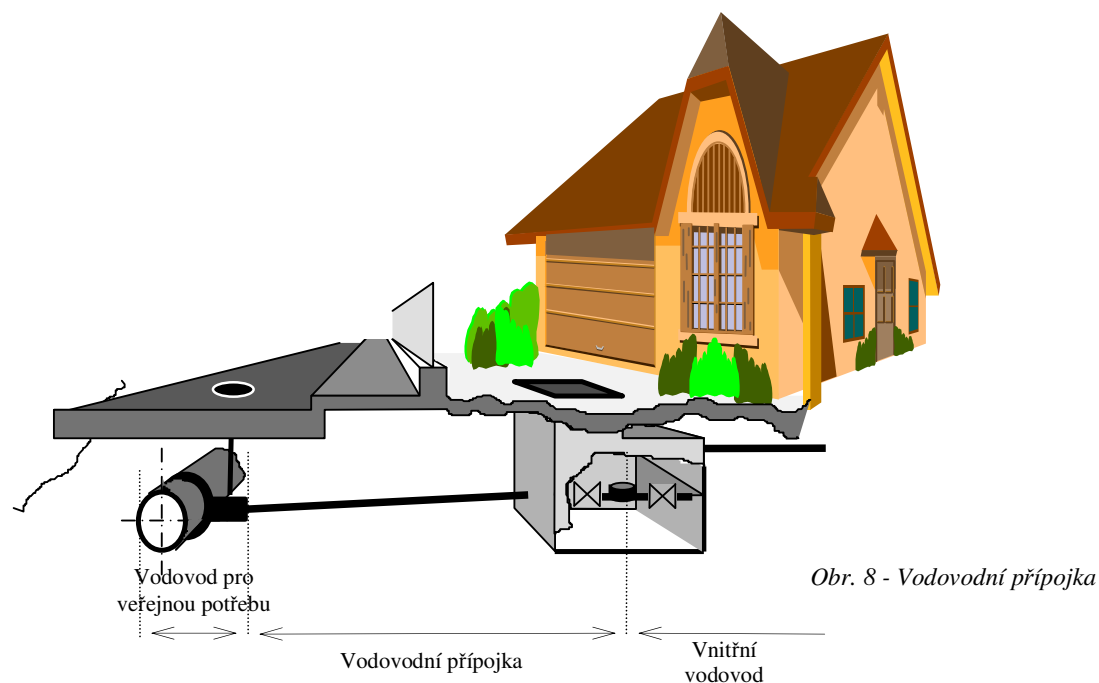 Vodovod pro
veřejnou potřebu
Obr. 8 - Vodovodní přípojka
Vodovodní přípojka
Vnitřní
vodovod